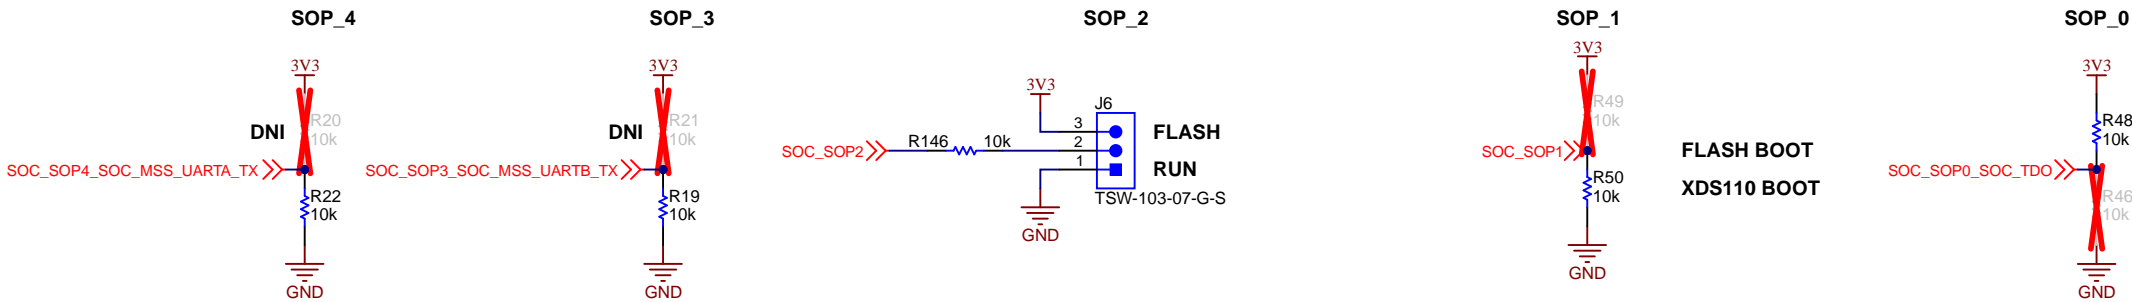 SOP_4
3V3
R20
10k
DNI
SOC_SOP4_SOC_MSS_UARTA_TX
R22
10k
GND
SOP_3
3V3
R21
10k
DNI
SOC_SOP3_SOC_MSS_UARTB_TX
R19
10k
GND
SOP_2
3V3
J6
3
FLASH
SOC_SOP2
R146
10k
2
1
RUN
TSW-103-07-G-S
GND
SOP_1
3V3
R49
10k
SOC_SOP1
R50
10k
GND
FLASH BOOT
XDS110 BOOT
SOP_0
3V3
R48
10k
SOC_SOP0_SOC_TDO
R46
10k
GND